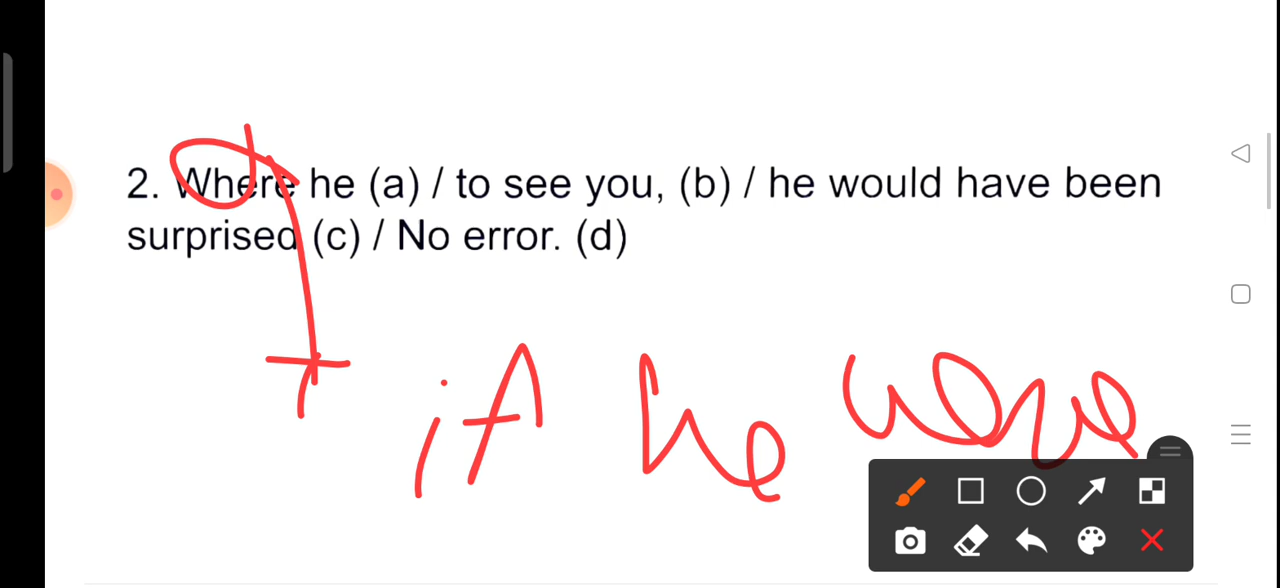 2. Where he (a) / to see you, (b) / he would have been
surprised (c) / No error. (d)
if he were